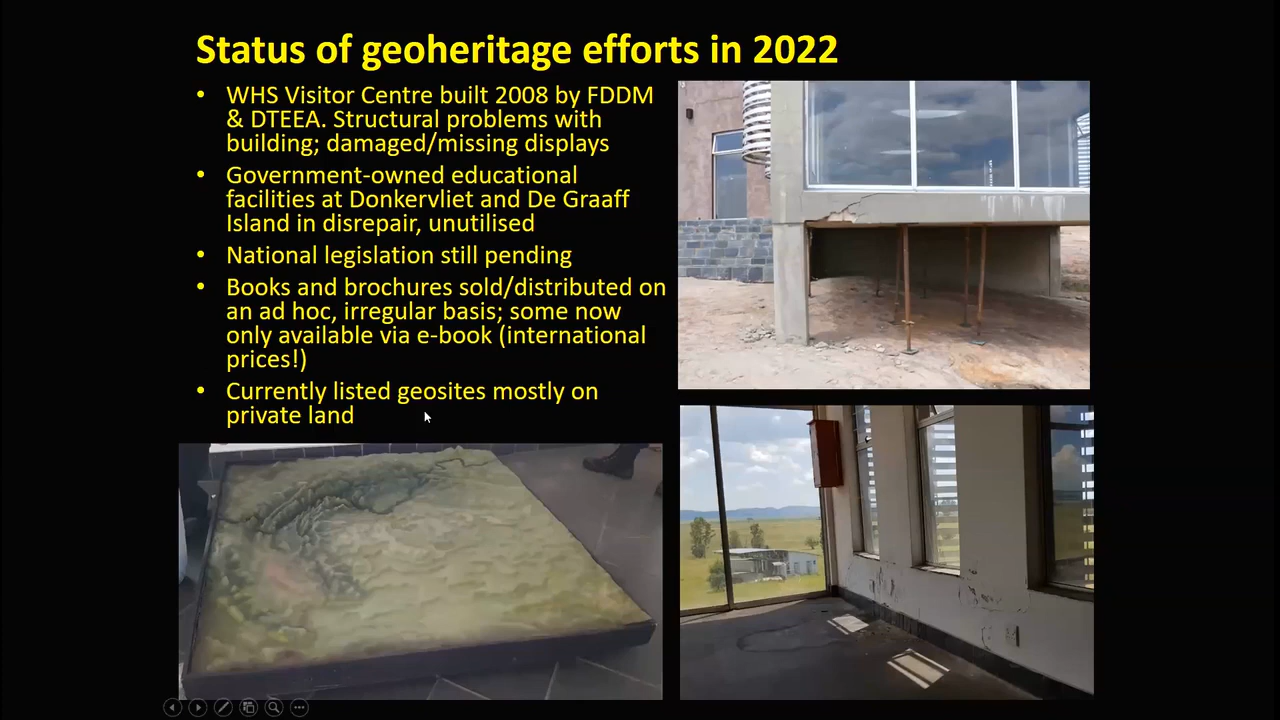 Status of geoheritage efforts in 2022
• WHS Visitor Centre built 2008 by FDDM
& DTEEA. Structural problems with
building; damaged/missing displays
• Government-owned educational
facilities at Donkervliet and De Graaff
Island in disrepair, unutilised
• National legislation still pending
• Books and brochures sold/distributed on
an ad hoc, irregular basis; some now
only available via e-book (international
prices!)
• Currently listed geosites mostly on
private land